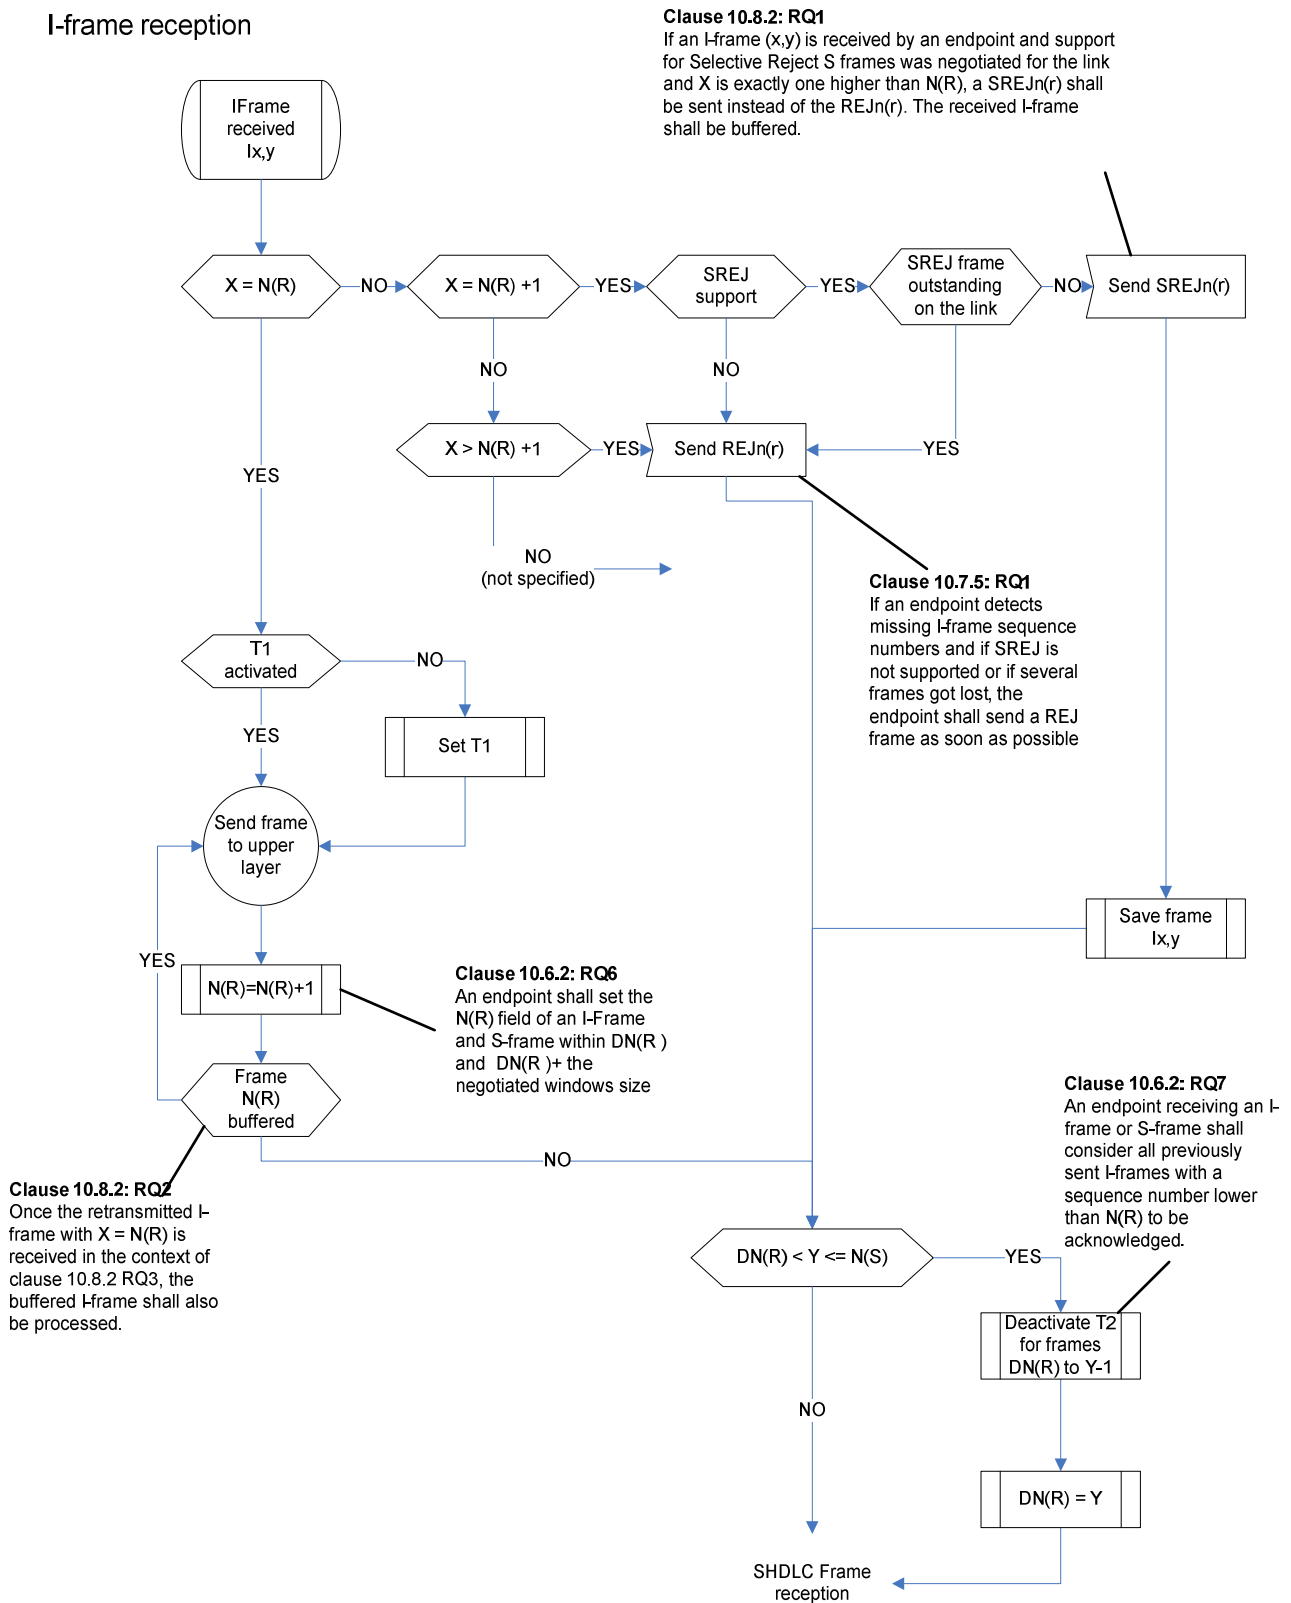 I-frame reception
Clause 10.8.2: RQ1
If an I-frame (x,y) is received by an endpoint and support
for Selective Reject S frames was negotiated for the link
and X is exactly one higher than N(R), a SREJn(r) shall
be sent instead of the REJn(r). The received I-frame
shall be buffered.
IFrame
received
Ix,y
X = N(R)
NO
X = N(R) +1
YES
SREJ
support
YES
SREJ frame
outstanding
on the link
NO
Send SREJn(r)
NO
NO
X > N(R) +1
YES
Send REJn(r)
YES
YES
NO
(not specified)
Clause 10.7.5: RQ1
If an endpoint detects
missing I-frame sequence
numbers and if SREJ is
not supported or if several
frames got lost, the
endpoint shall send a REJ
frame as soon as possible
T1
activated
NO
YES
Set T1
Send frame
to upper
layer
Save frame
Ix,y
YES
N(R)=N(R)+1
Clause 10.6.2: RQ6
An endpoint shall set the
N(R) field of an I-Frame
and S-frame within DN(R )
and  DN(R )+ the
negotiated windows size
Frame
N(R)
buffered
NO
Clause 10.6.2: RQ7
An endpoint receiving an I-
frame or S-frame shall
consider all previously
sent I-frames with a
sequence number lower
than N(R) to be
acknowledged.
Clause 10.8.2: RQ2
Once the retransmitted I-
frame with X = N(R) is
received in the context of
clause 10.8.2 RQ3, the
buffered I-frame shall also
be processed.
DN(R) < Y <= N(S)
YES
Deactivate T2
for frames
DN(R) to Y-1
NO
DN(R) = Y
SHDLC Frame
reception